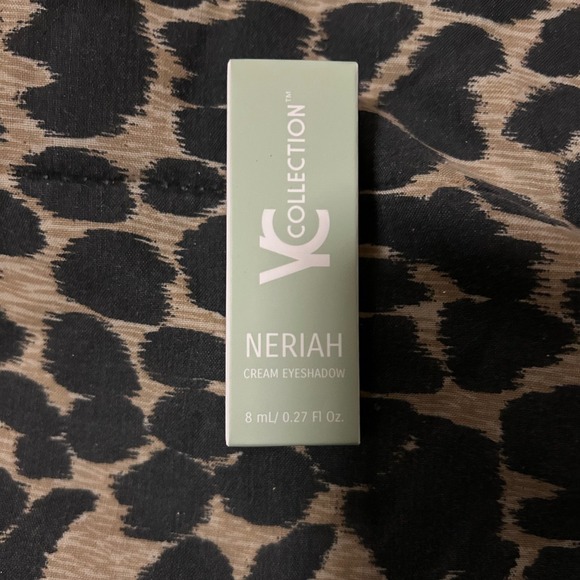 YC COLLECTION™
NERIAH
CREAM EYESHADOW
8 mL/ 0.27 Fl Oz.